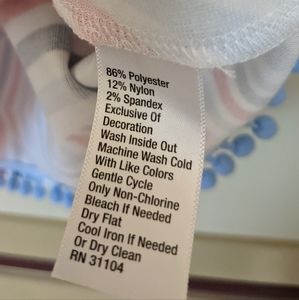 86% Polyester
12% Nylon
2% Spandex
Exclusive Of
Decoration
Wash Inside Out
Machine Wash Cold
With Like Colors
Gentle Cycle
Only Non-Chlorine
Bleach If Needed
Dry Flat
Cool Iron If Needed
Or Dry Clean
RN 31104